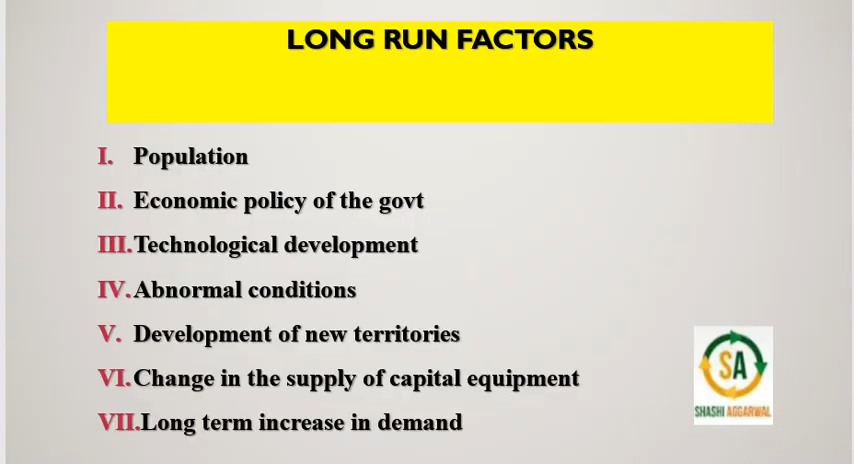 LONG RUN FACTORS
I. Population
II. Economic policy of the govt
III.Technological development
IV.Abnormal conditions
V. Development of new territories
VI.Change in the supply of capital equipment
VII.Long term increase in demand
SA
SHASHI AGGARWAL